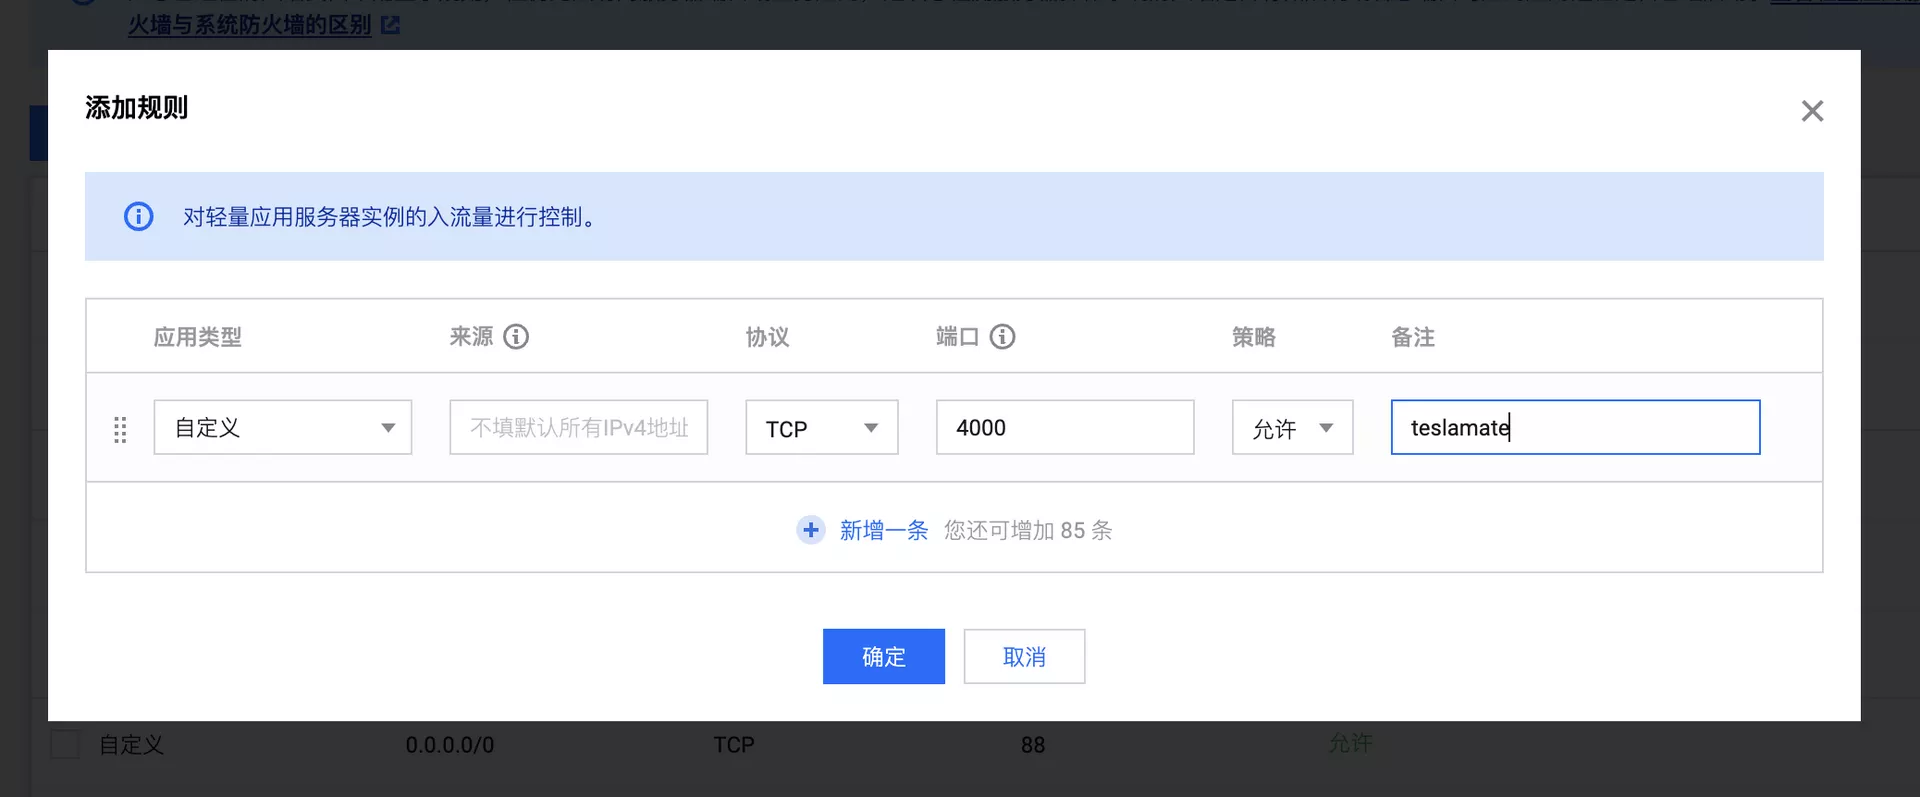 火墙与系统防火墙的区别
添加规则
对轻量应用服务器实例的入流量进行控制。
应用类型 来源 协议 端口 策略 备注
自定义 不填默认所有IPv4地址 TCP 4000 允许 teslamate
新增一条 您还可增加 85 条
确定 取消
自定义 0.0.0.0/0 TCP 88 允许